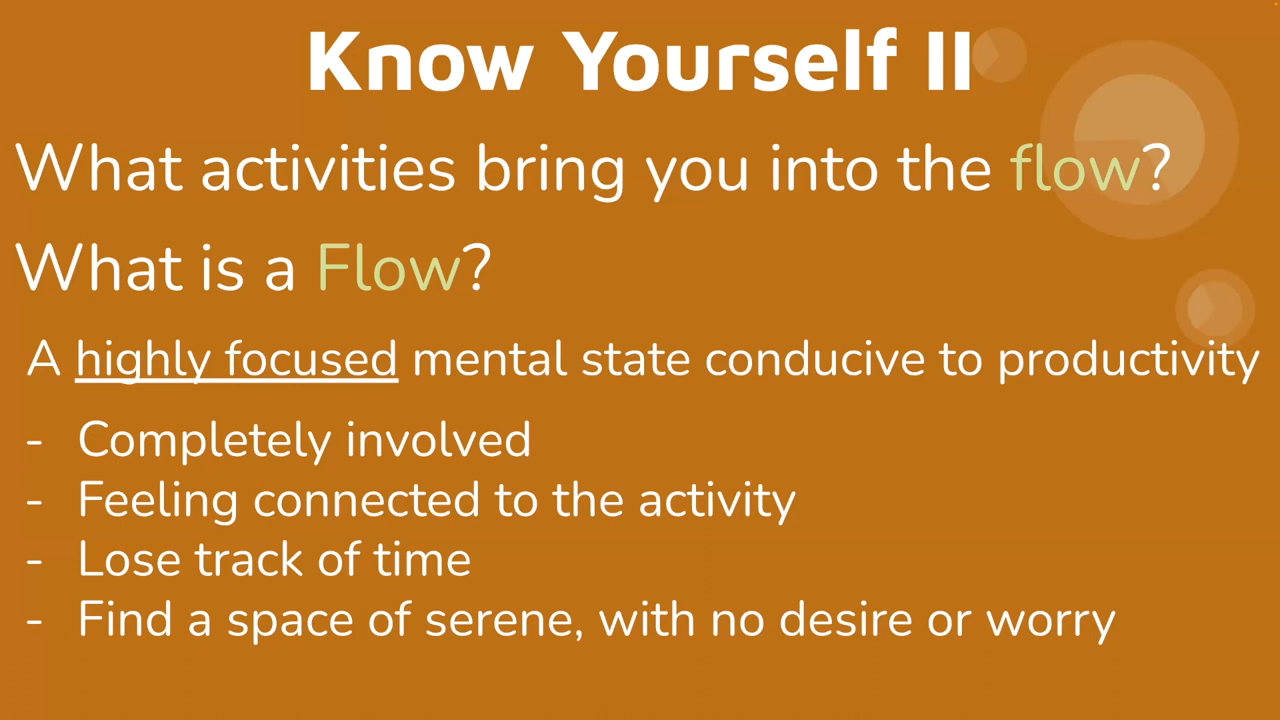 Know Yourself II
What activities bring you into the flow?
What is a Flow?
A highly focused mental state conducive to productivity
- Completely involved
- Feeling connected to the activity
- Lose track of time
- Find a space of serene, with no desire or worry